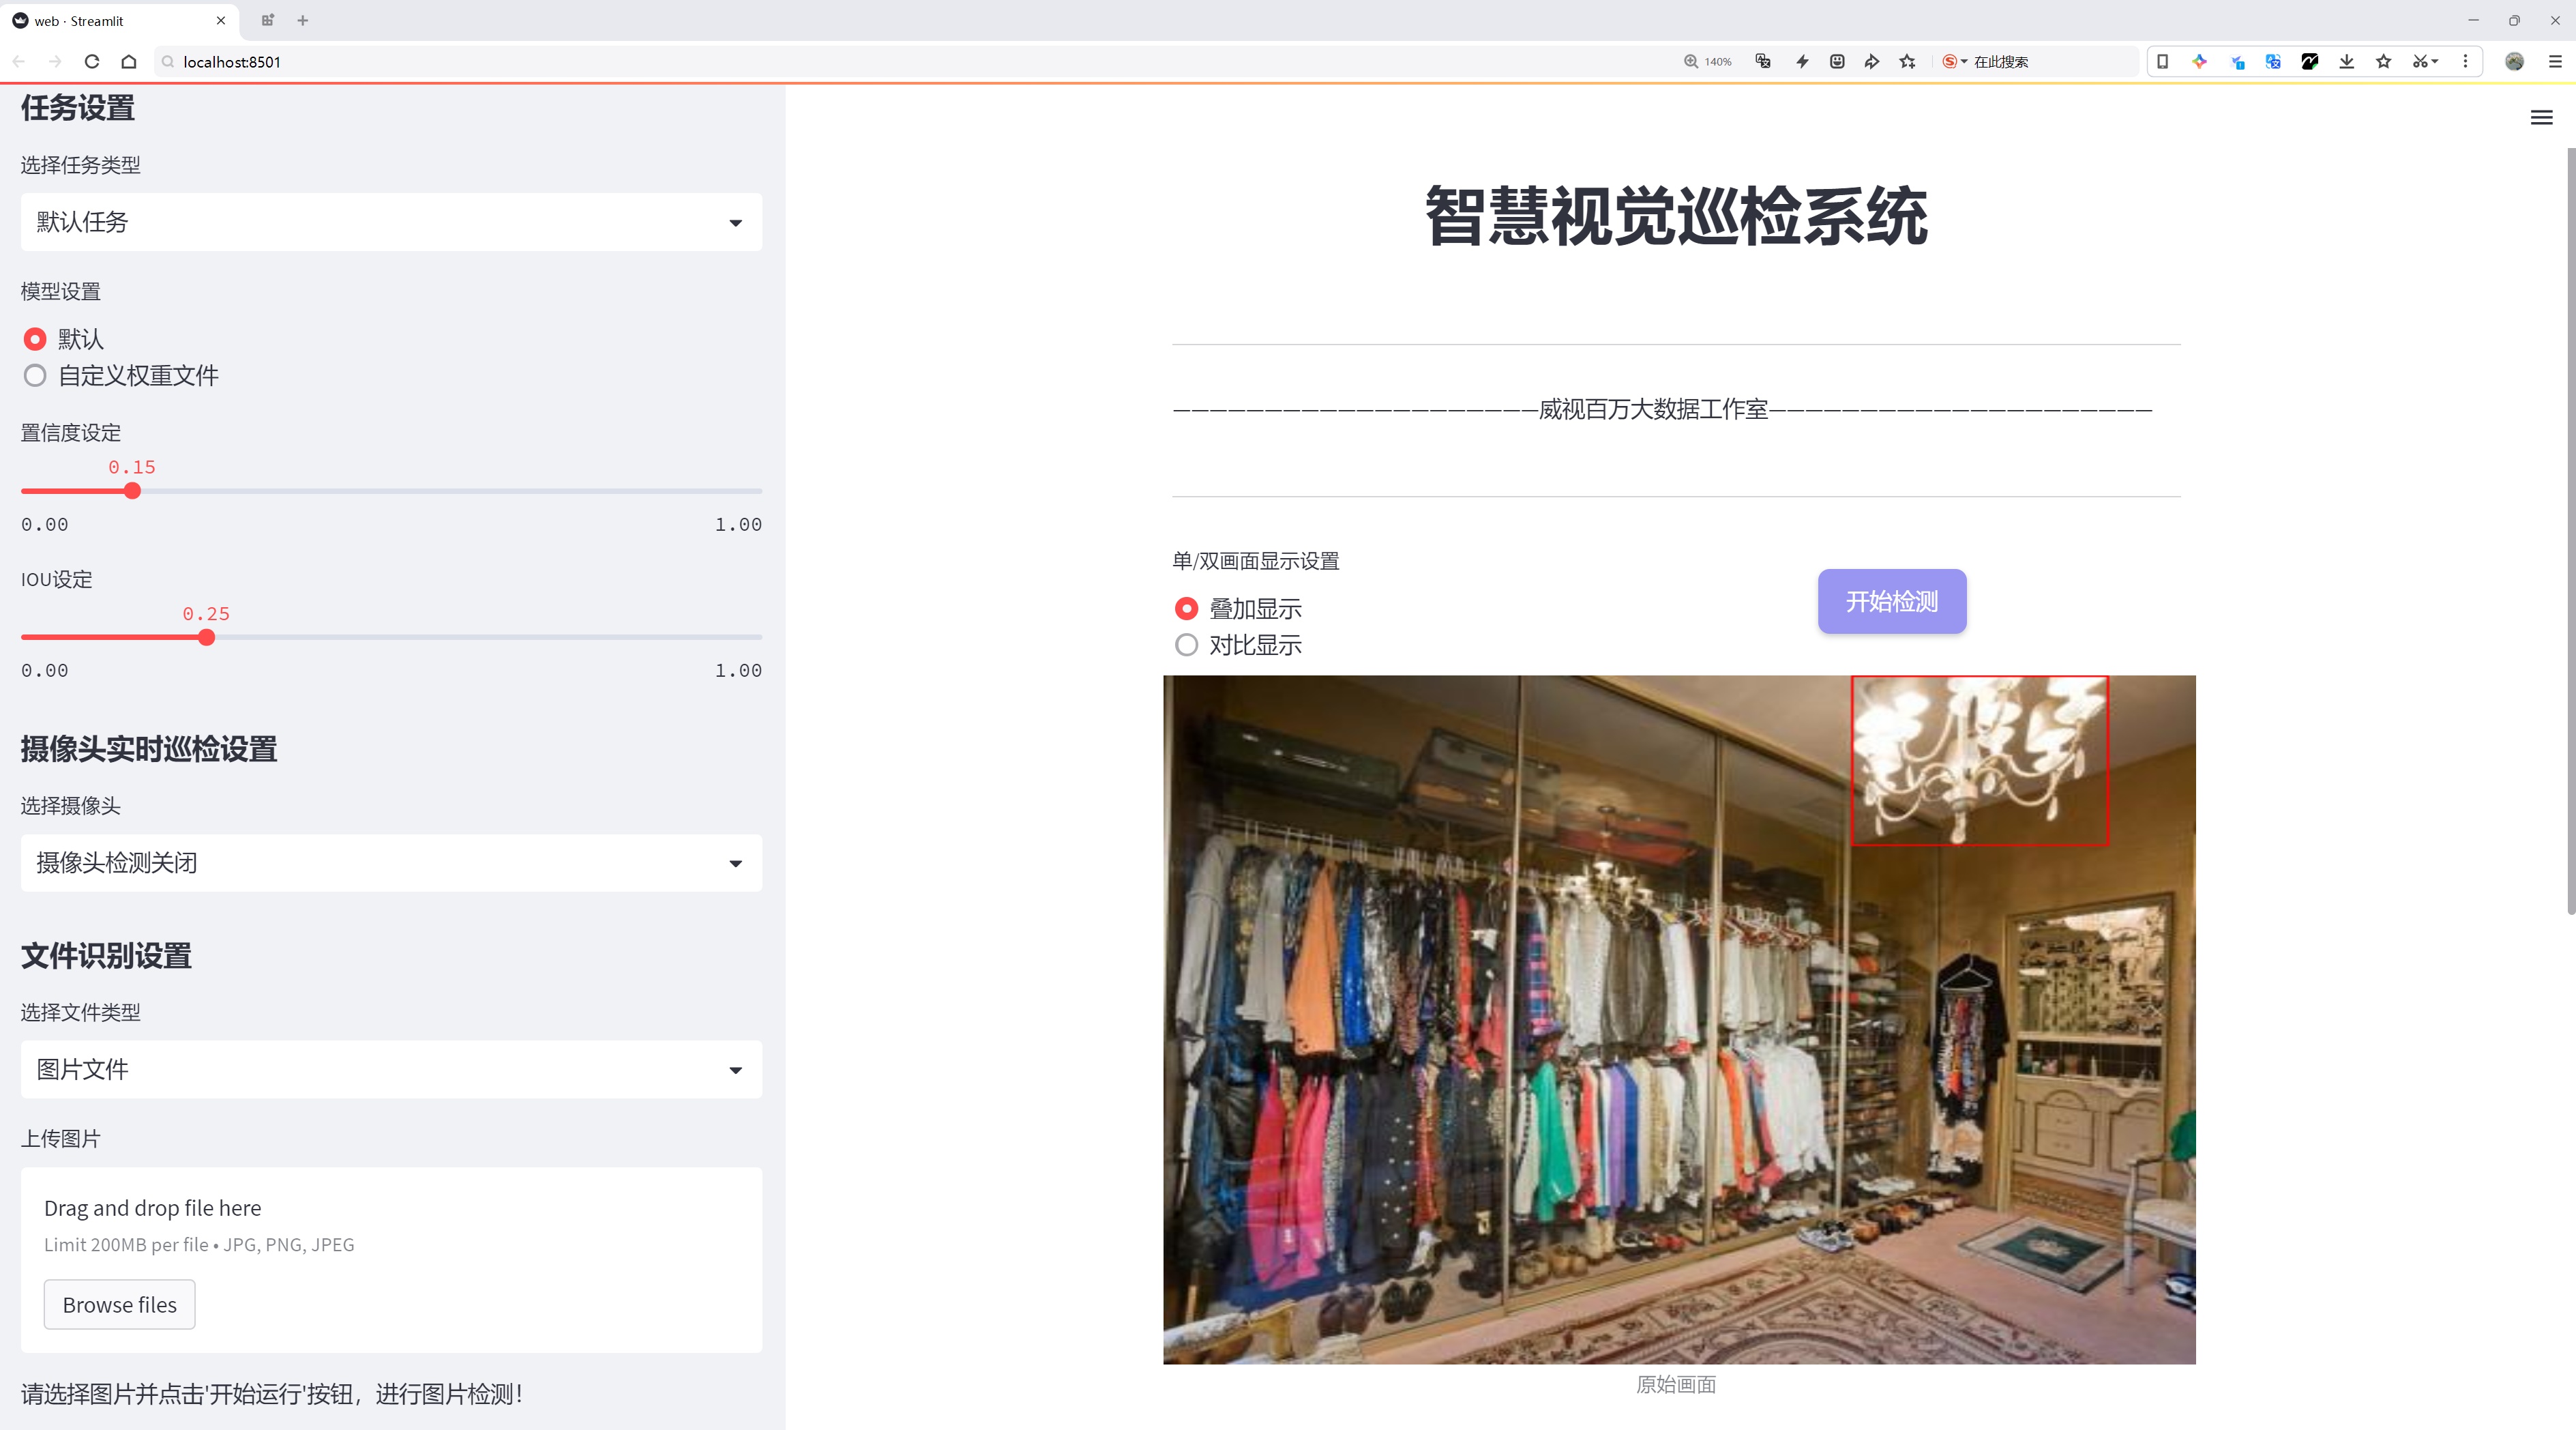 web · Streamlit
localhost:8501
140%
在此搜索
任务设置
选择任务类型
默认任务
模型设置
默认
自定义权重文件
置信度设定
0.15
0.00
1.00
IOU设定
0.25
0.00
1.00
摄像头实时巡检设置
选择摄像头
摄像头检测关闭
文件识别设置
选择文件类型
图片文件
上传图片
Drag and drop file here
Limit 200MB per file • JPG, PNG, JPEG
Browse files
请选择图片并点击'开始运行'按钮，进行图片检测！
智慧视觉巡检系统
————————————————————威视百万大数据工作室—————————————————————
单/双画面显示设置
叠加显示
对比显示
开始检测
原始画面